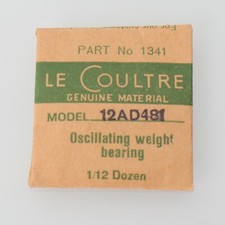 PART No 1341
LE COULTRE
GENUINE MATERIAL
MODEL 12AD481
Oscillating weight
bearing
1/12 Dozen